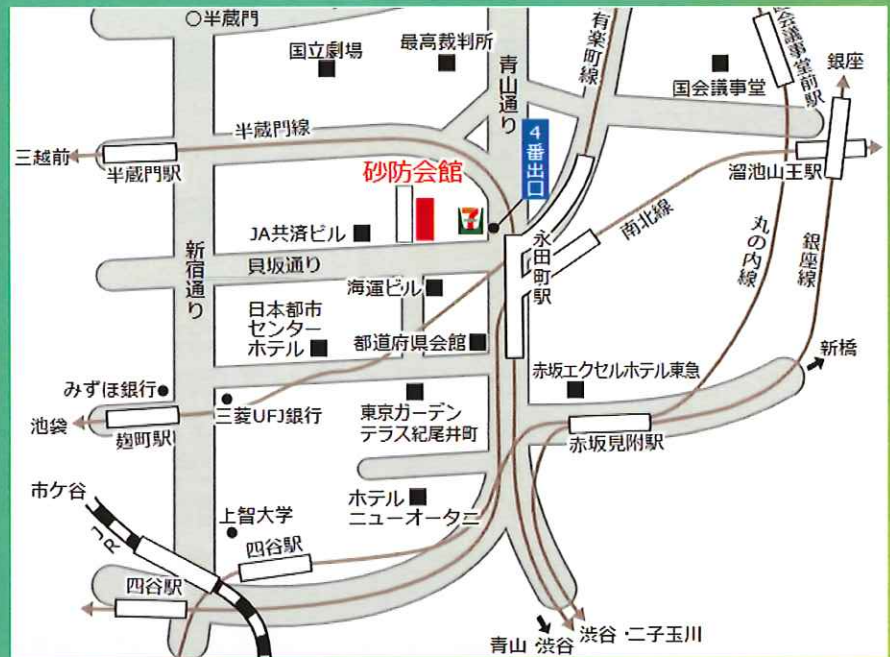 半蔵門
国立劇場
最高裁判所
青山通り
有楽町線
国会議事堂
国会議事堂前駅
銀座
4番出口
半蔵門線
三越前
半蔵門駅
砂防会館
7
溜池山王駅
JA共済ビル
永田町駅
南北線
丸の内線
銀座線
新宿通り
貝坂通り
海運ビル
日本都市
センター
ホテル
都道府県会館
新橋
赤坂エクセルホテル東急
みずほ銀行
三菱UFJ銀行
東京ガーデン
テラス紀尾井町
池袋
麹町駅
赤坂見附駅
市ケ谷
JR
上智大学
ホテル
ニューオータニ
四谷駅
四谷駅
青山
渋谷
渋谷・二子玉川